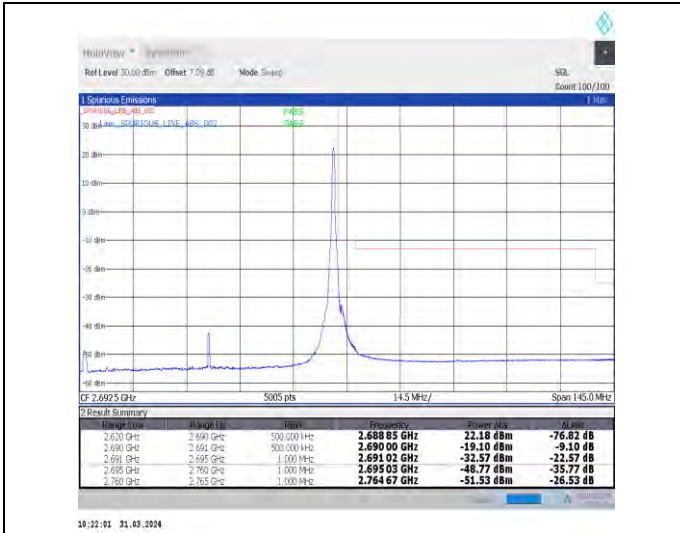 MultiView
Ref Level 30.00 dBm Offset 7.09 dB Mode Sweep SGL
Count 100/100
1 Spurious Emissions
_SPURIOUS_LINE_ABS_D02 PASS
Line _SPURIOUS_LINE_ABS_D02 PASS
30 dBm
20 dBm
10 dBm
0 dBm
-10 dBm
-20 dBm
-30 dBm
-40 dBm
-50 dBm
-60 dBm
CF 2.6925 GHz 5005 pts 14.5 MHz/ Span 145.0 MHz
2 Result Summary
Range Low Range Up RBW Frequency Power Abs ΔLimit
2.620 GHz 2.690 GHz 500.000 kHz 2.688 85 GHz 22.18 dBm -76.82 dB
2.690 GHz 2.691 GHz 500.000 kHz 2.690 00 GHz -19.10 dBm -9.10 dB
2.691 GHz 2.695 GHz 1.000 MHz 2.691 02 GHz -32.57 dBm -22.57 dB
2.695 GHz 2.760 GHz 1.000 MHz 2.695 03 GHz -48.77 dBm -35.77 dB
2.760 GHz 2.765 GHz 1.000 MHz 2.764 67 GHz -51.53 dBm -26.53 dB
10:22:01 31.03.2024